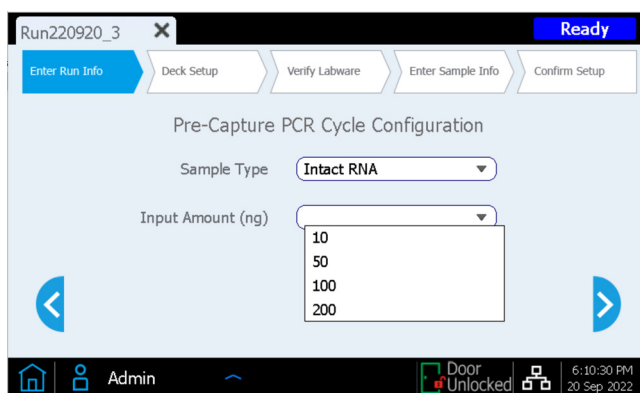 Run220920_3
Ready
Enter Run Info
Deck Setup
Verify Labware
Enter Sample Info
Confirm Setup
Pre-Capture PCR Cycle Configuration
Sample Type
Intact RNA
Input Amount (ng)
10
50
100
200
Admin
Door
Unlocked
6:10:30 PM
20 Sep 2022